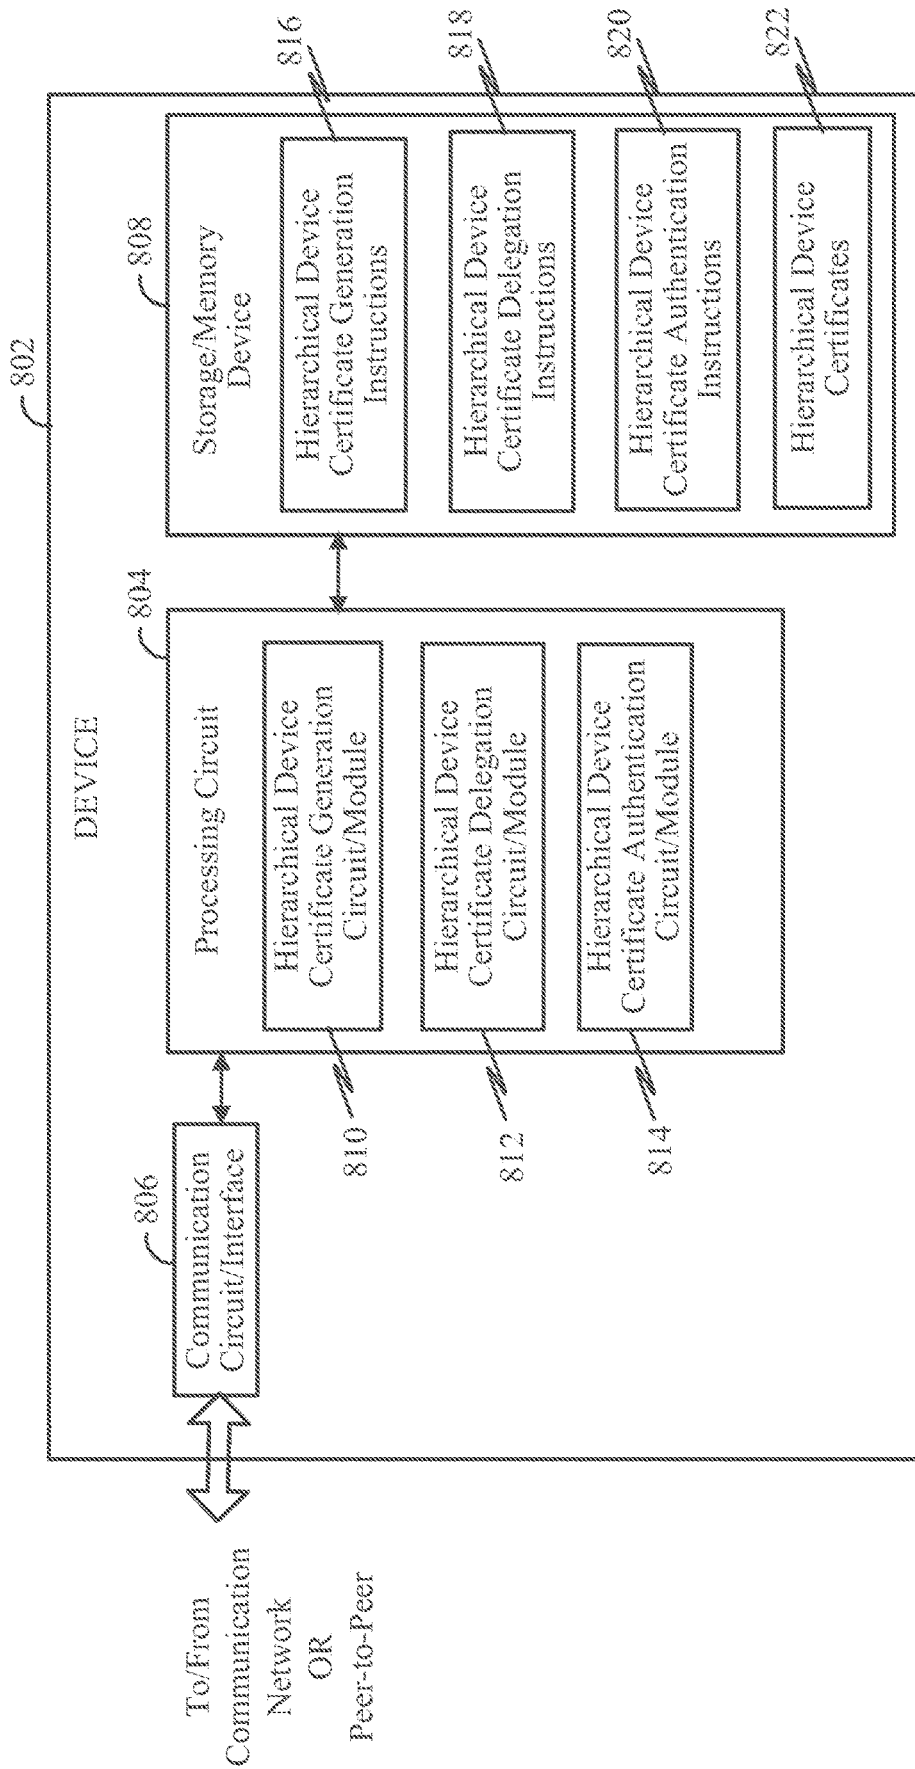 802
DEVICE
To/From
Communication
Network
OR
Peer-to-Peer
806
Communication
Circuit/Interface
804
Processing Circuit
Hierarchical Device
Certificate Generation
Circuit/Module
810
Hierarchical Device
Certificate Delegation
Circuit/Module
812
Hierarchical Device
Certificate Authentication
Circuit/Module
814
808
Storage/Memory
Device
Hierarchical Device
Certificate Generation
Instructions
816
Hierarchical Device
Certificate Delegation
Instructions
818
Hierarchical Device
Certificate Authentication
Instructions
820
Hierarchical Device
Certificates
822